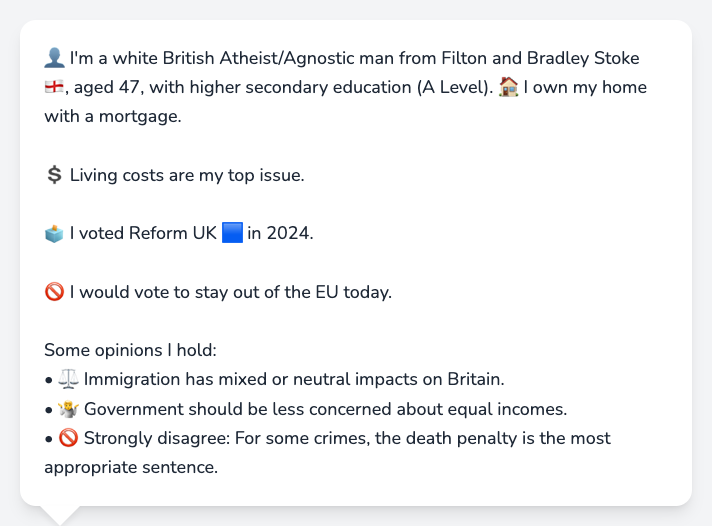 👤 I'm a white British Atheist/Agnostic man from Filton and Bradley Stoke
🏴󠁧󠁢󠁥󠁮󠁧󠁿, aged 47, with higher secondary education (A Level). 🏠 I own my home
with a mortgage.
💲 Living costs are my top issue.
🗳️ I voted Reform UK 🟦 in 2024.
🚫 I would vote to stay out of the EU today.
Some opinions I hold:
• ⚖️ Immigration has mixed or neutral impacts on Britain.
• 🤷 Government should be less concerned about equal incomes.
• 🚫 Strongly disagree: For some crimes, the death penalty is the most
appropriate sentence.